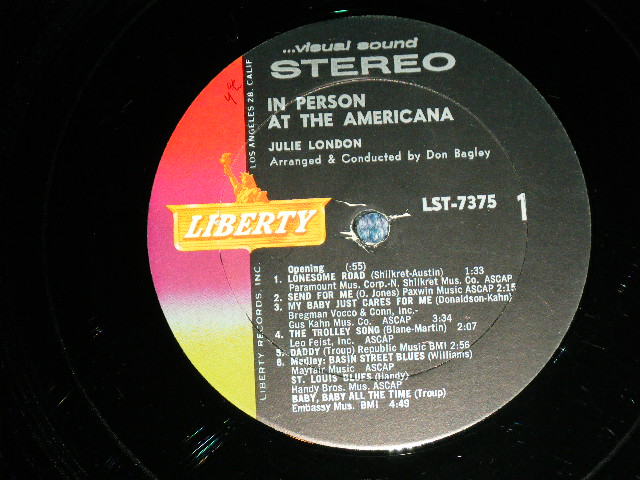 ...visual sound
STEREO
IN PERSON
AT THE AMERICANA
JULIE LONDON
Arranged & Conducted by Don Bagley
LST-7375 1
LIBERTY
LIBERTY RECORDS, INC.
LOS ANGELES 28, CALIF
Opening (:55)
1. LONESOME ROAD (Shilkret-Austin) 1:33
Paramount Mus. Corp.-N. Shilkret Mus. Co. ASCAP
2. SEND FOR ME (O. Jones) Paxwin Music ASCAP 2:15
3. MY BABY JUST CARES FOR ME (Donaldson-Kahn)
Bregman Vocco & Conn, Inc.-
Gus Kahn Mus. Co. ASCAP 3:34
4. THE TROLLEY SONG (Blane-Martin) 2:07
Leo Feist, Inc. ASCAP
5. DADDY (Troup) Republic Music BMI 2:56
6. Medley: BASIN STREET BLUES (Williams)
Mayfair Music ASCAP
ST. LOUIS BLUES (Handy)
Handy Bros. Mus. ASCAP
BABY, BABY ALL THE TIME (Troup)
Embassy Mus. BMI 4:49